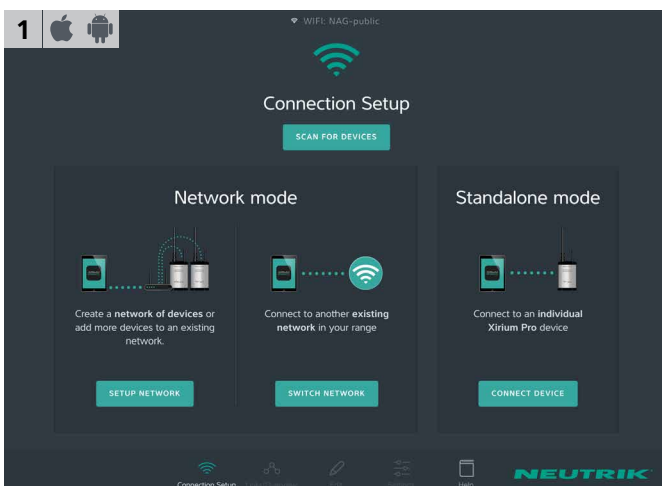 1
WIFI: NAG-public
Connection Setup
SCAN FOR DEVICES
Network mode
Create a network of devices or
add more devices to an existing
network.
SETUP NETWORK
Connect to another existing
network in your range
SWITCH NETWORK
Standalone mode
Connect to an individual
Xirium Pro device
CONNECT DEVICE
Connection Setup
Help
NEUTRIK